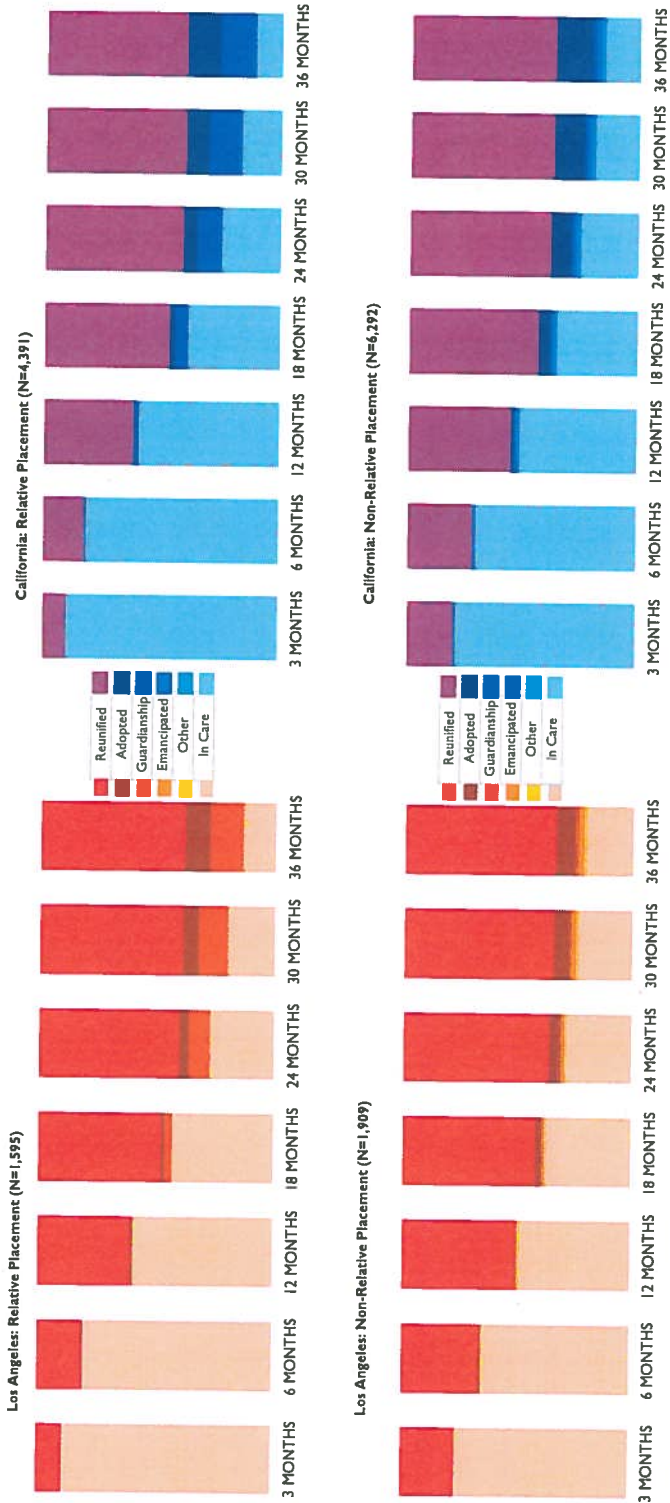 Los Angeles: Relative Placement (N=1,595)
3 MONTHS 6 MONTHS 12 MONTHS 18 MONTHS 24 MONTHS 30 MONTHS 36 MONTHS
Reunified
Adopted
Guardianship
Emancipated
Other
In Care
California: Relative Placement (N=4,391)
3 MONTHS 6 MONTHS 12 MONTHS 18 MONTHS 24 MONTHS 30 MONTHS 36 MONTHS
Los Angeles: Non-Relative Placement (N=1,909)
3 MONTHS 6 MONTHS 12 MONTHS 18 MONTHS 24 MONTHS 30 MONTHS 36 MONTHS
Reunified
Adopted
Guardianship
Emancipated
Other
In Care
California: Non-Relative Placement (N=6,292)
3 MONTHS 6 MONTHS 12 MONTHS 18 MONTHS 24 MONTHS 30 MONTHS 36 MONTHS